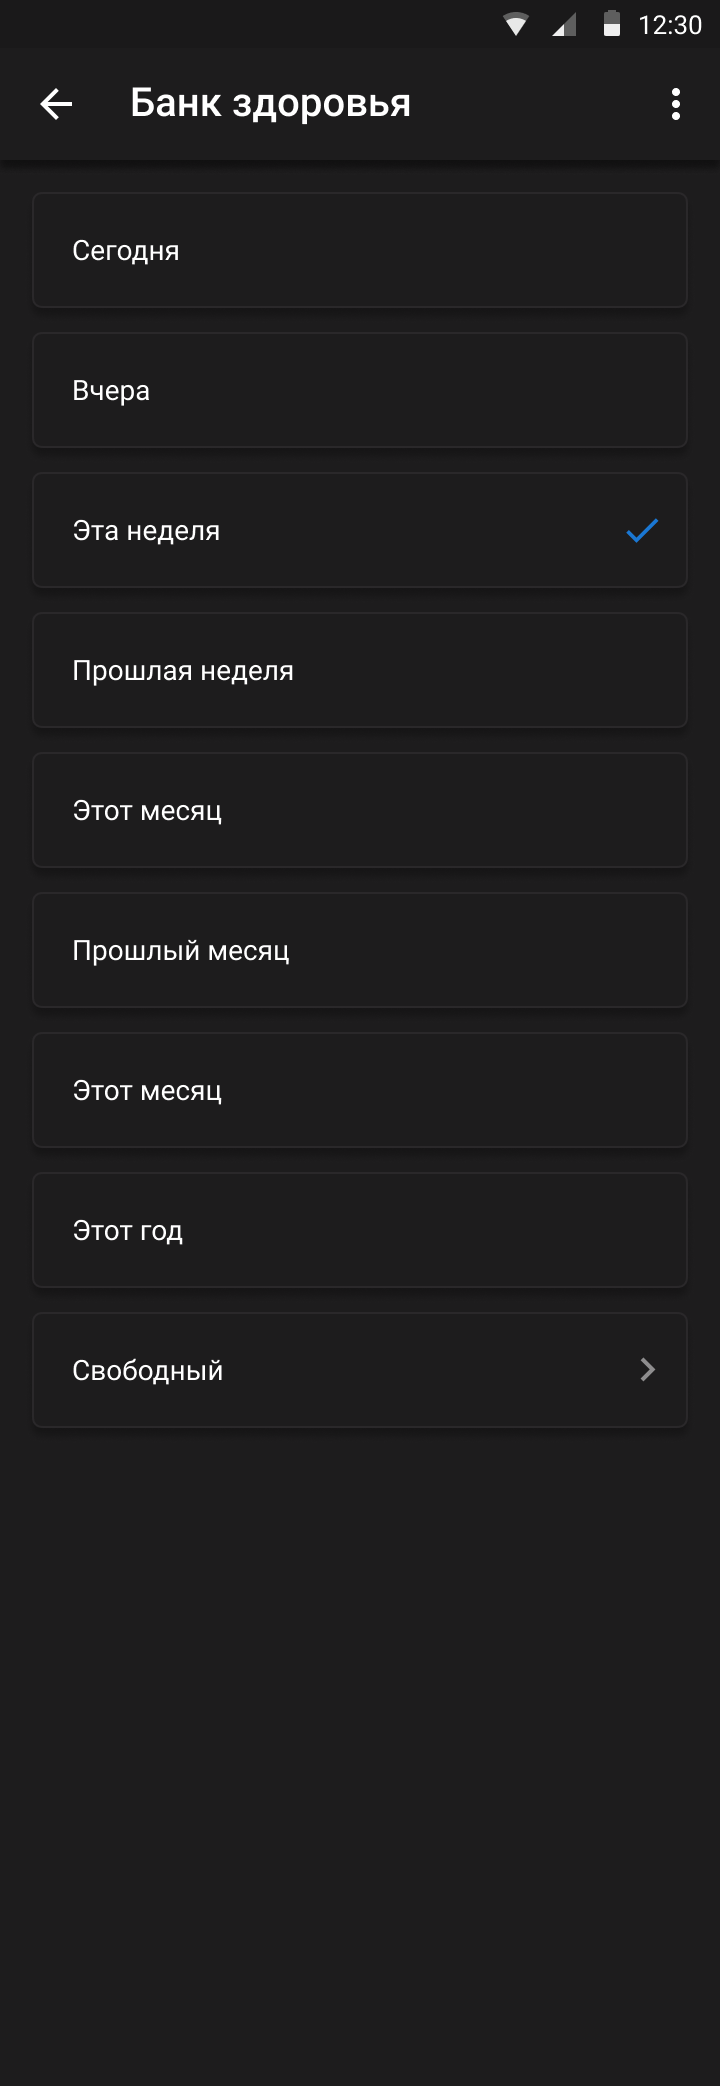 12:30
Банк здоровья
Сегодня
Вчера
Эта неделя
Прошлая неделя
Этот месяц
Прошлый месяц
Этот месяц
Этот год
Свободный